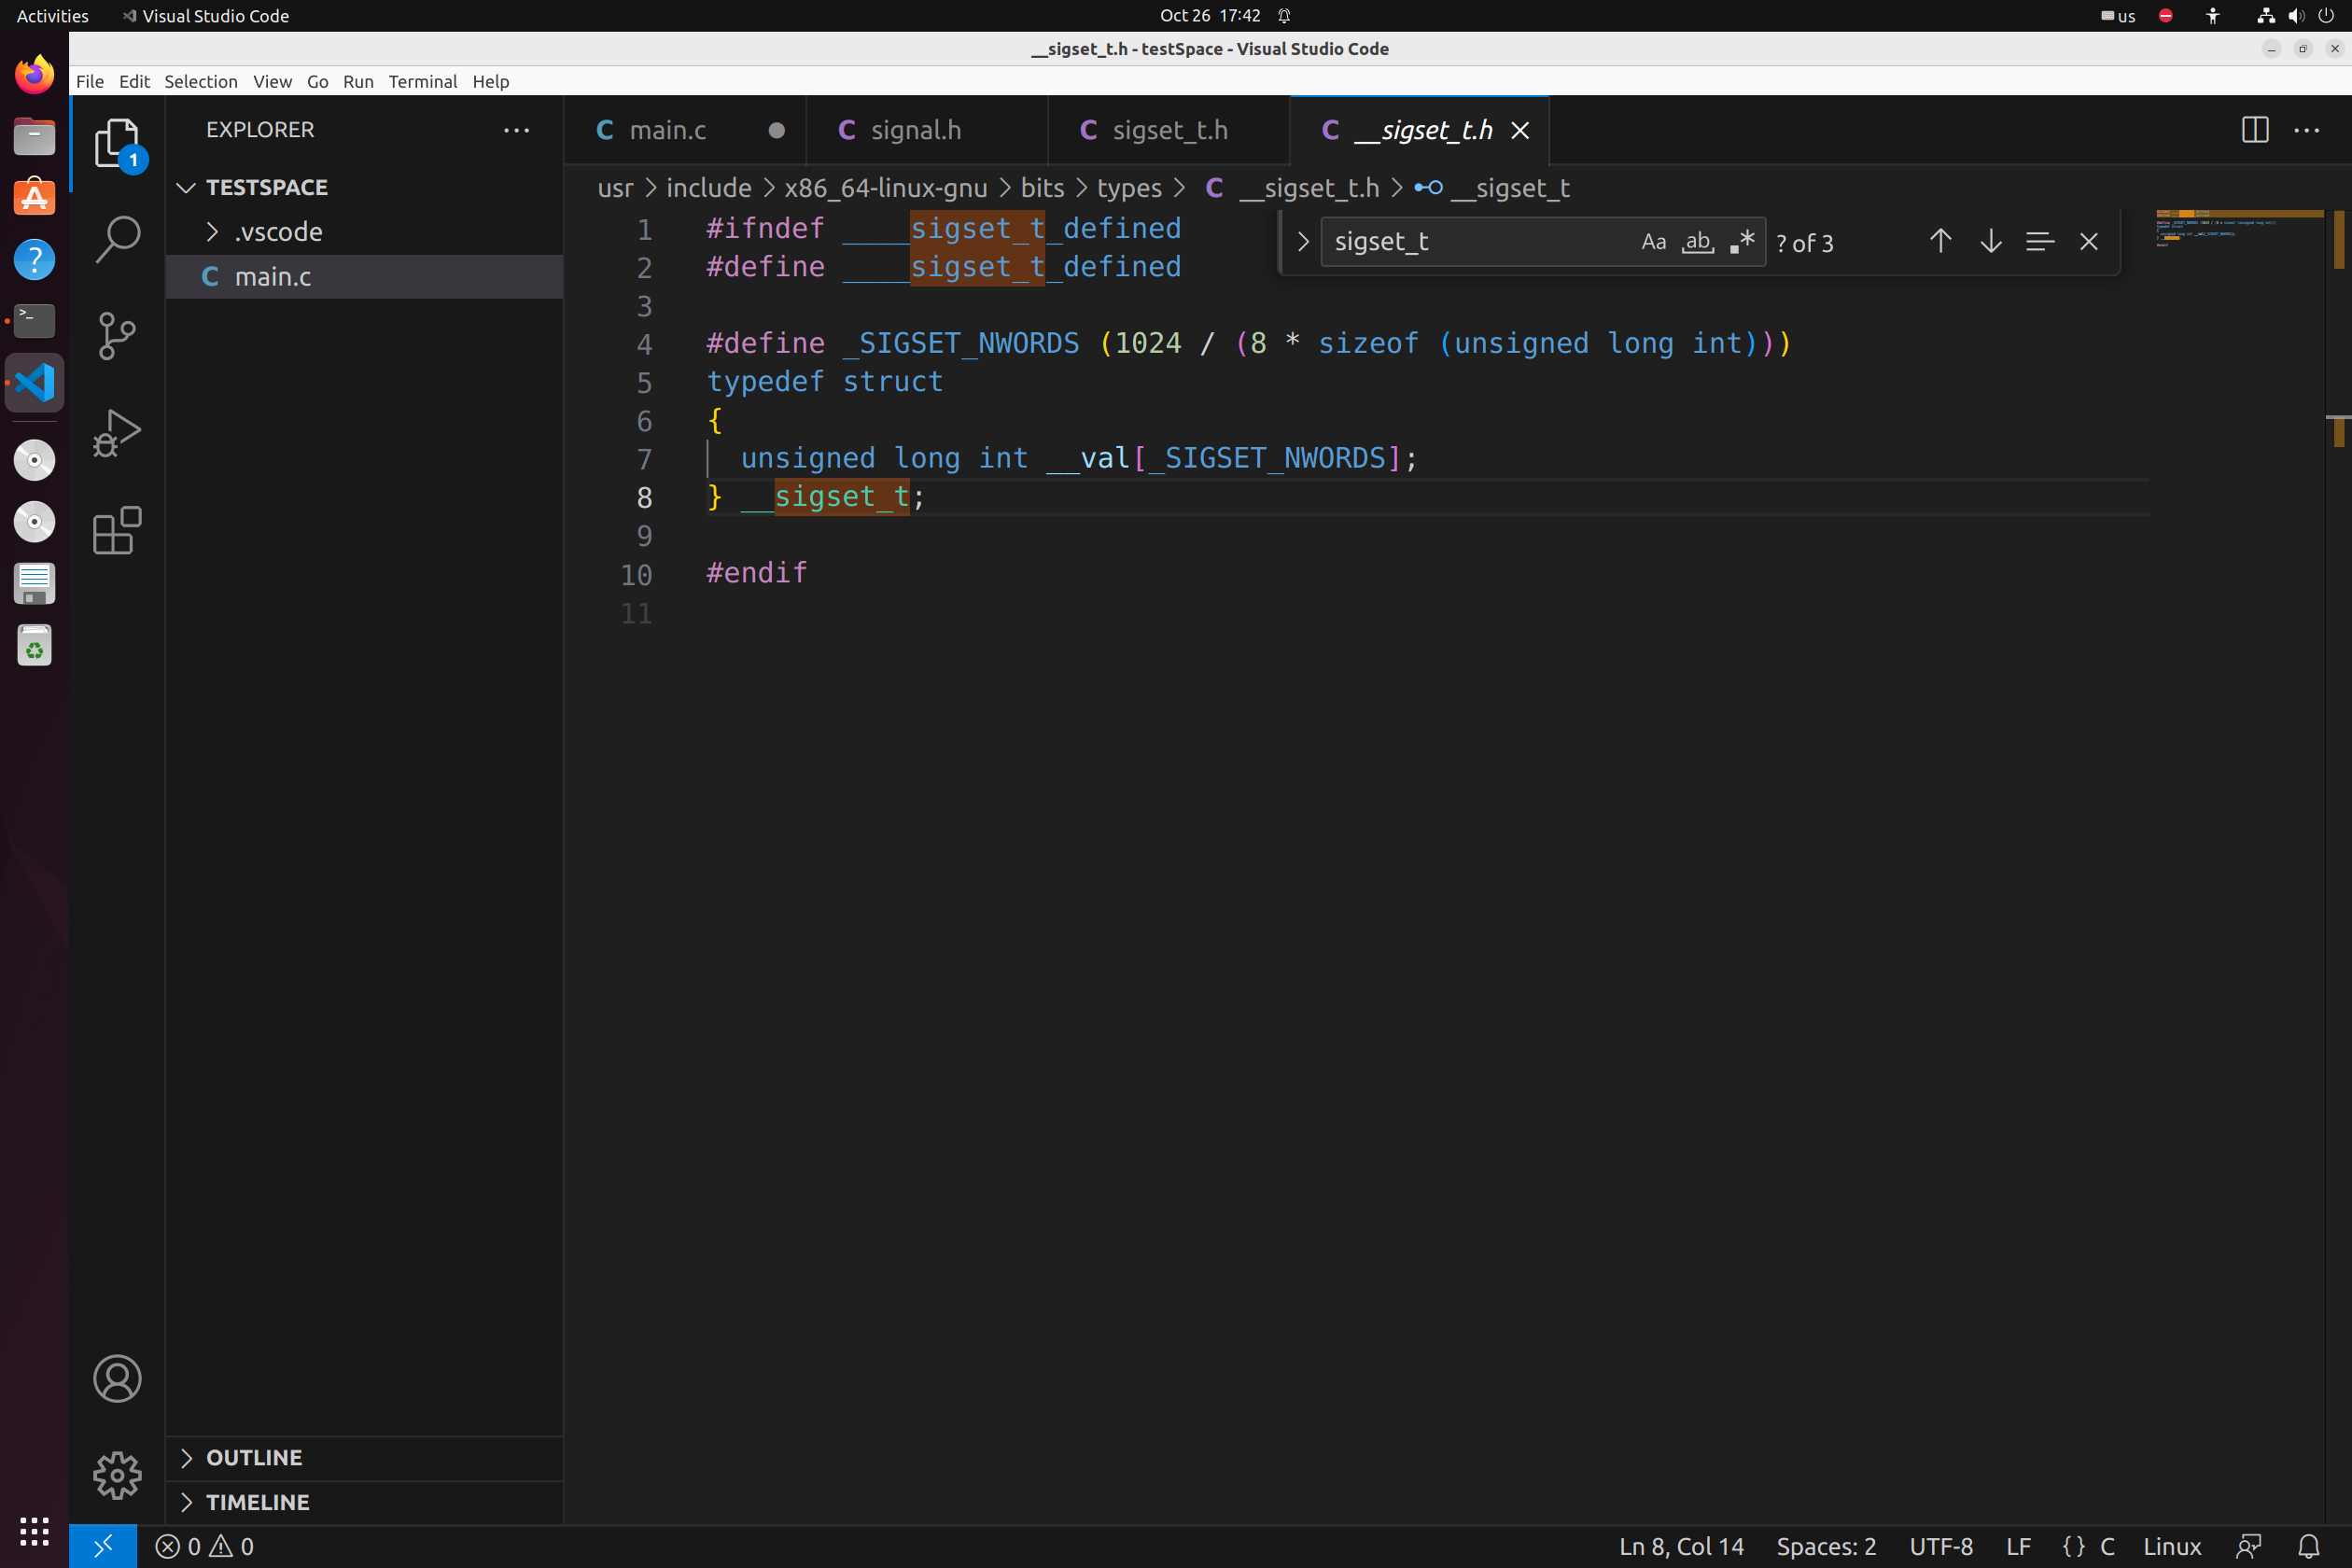 Activities
Visual Studio Code
Oct 26 17:42
us
__sigset_t.h - testSpace - Visual Studio Code
File Edit Selection View Go Run Terminal Help
EXPLORER
main.c
signal.h
sigset_t.h
__sigset_t.h
1
TESTSPACE
.vscode
main.c
usr > include > x86_64-linux-gnu > bits > types > C __sigset_t.h > __sigset_t
sigset_t
Aa
ab
.*
? of 3
1 #ifndef ____sigset_t_defined
2 #define ____sigset_t_defined
3
4 #define _SIGSET_NWORDS (1024 / (8 * sizeof (unsigned long int)))
5 typedef struct
6 {
7 unsigned long int __val[_SIGSET_NWORDS];
8 } __sigset_t;
9
10 #endif
11
OUTLINE
TIMELINE
0
0
Ln 8, Col 14
Spaces: 2
UTF-8
LF
{ } C
Linux